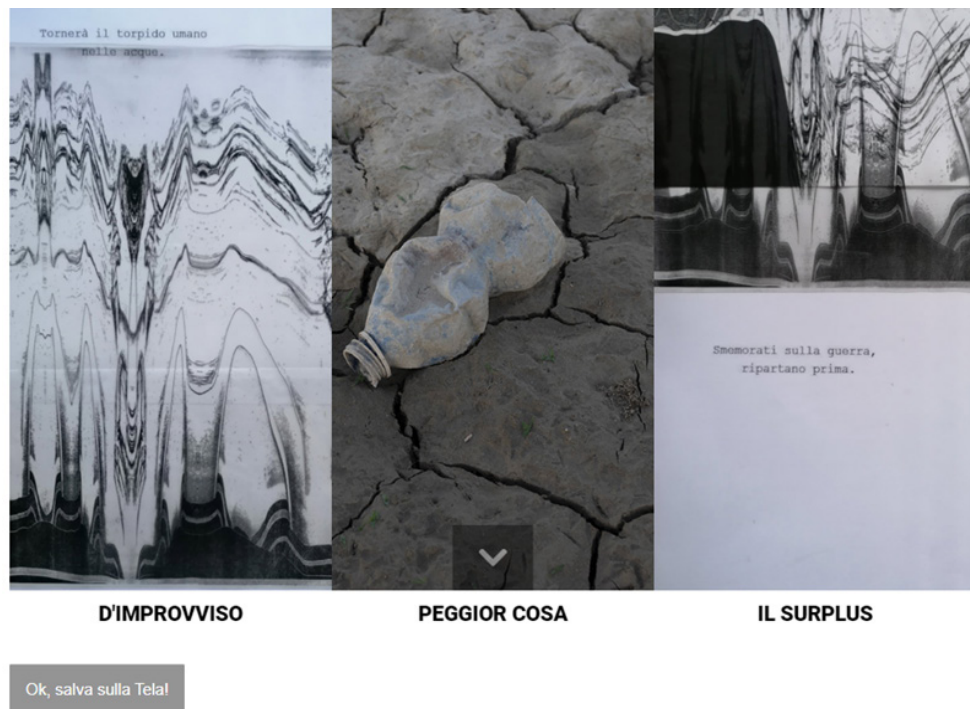 Tornerà il torpido umano
nelle acque.
Smemorati sulla guerra,
ripartano prima.
D'IMPROVVISO
PEGGIOR COSA
IL SURPLUS
Ok, salva sulla Tela!